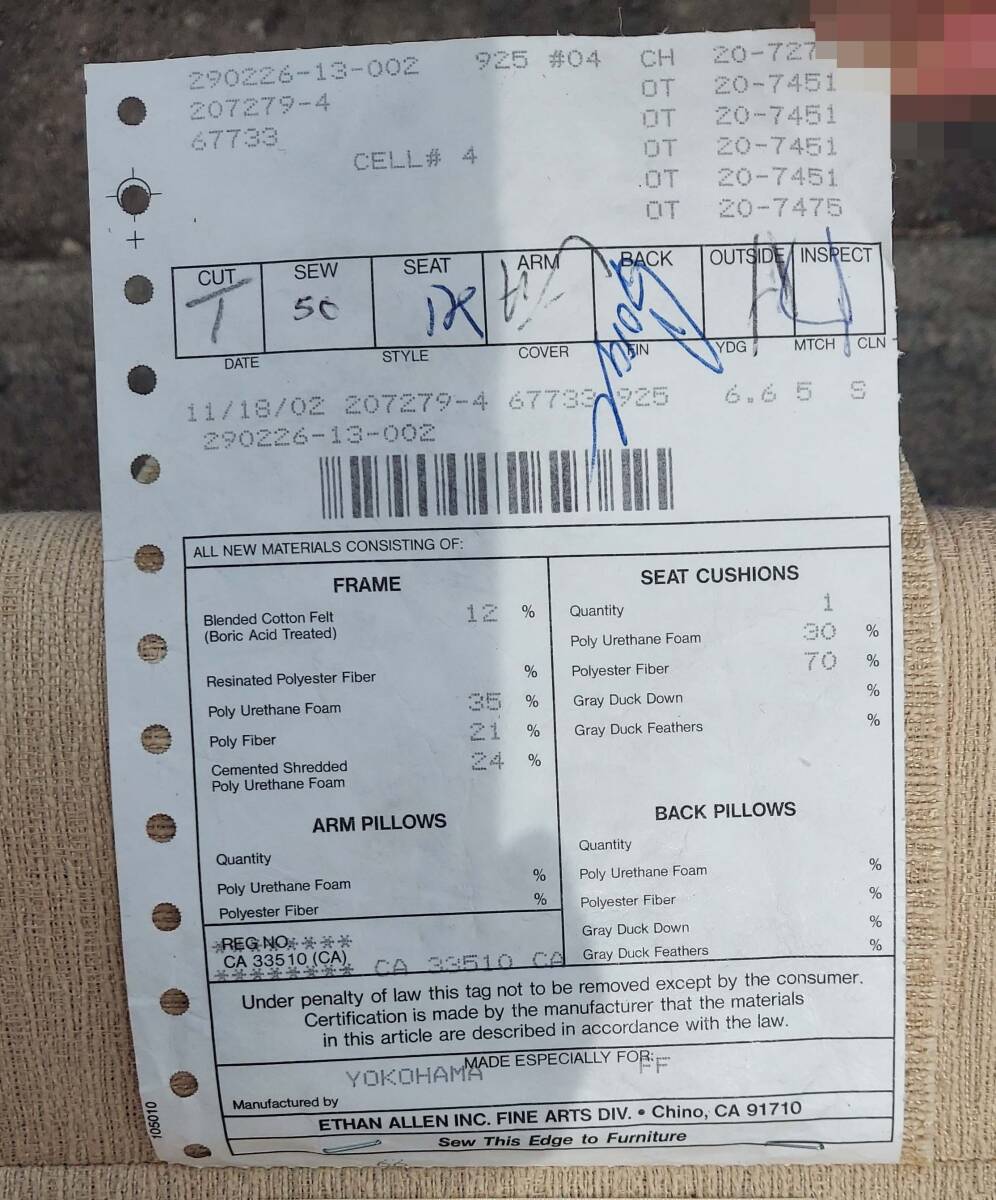 290226-13-002 925 #04 CH 20-727
207279-4 OT 20-7451
67733 OT 20-7451
CELL# 4 OT 20-7451
OT 20-7451
OT 20-7475
CUT SEW SEAT ARM BACK OUTSIDE INSPECT
DATE STYLE COVER FIN YDG MTCH CLN
11/18/02 207279-4 67733 925 6.6 5 S
290226-13-002
ALL NEW MATERIALS CONSISTING OF:
FRAME
Blended Cotton Felt 12 %
(Boric Acid Treated)
Resinated Polyester Fiber %
Poly Urethane Foam 35 %
Poly Fiber 21 %
Cemented Shredded 24 %
Poly Urethane Foam
SEAT CUSHIONS
Quantity 1
Poly Urethane Foam 30 %
Polyester Fiber 70 %
Gray Duck Down %
Gray Duck Feathers %
ARM PILLOWS
Quantity
Poly Urethane Foam %
Polyester Fiber %
BACK PILLOWS
Quantity
Poly Urethane Foam %
Polyester Fiber %
Gray Duck Down %
Gray Duck Feathers %
REG NO.
CA 33510 (CA) CA 33510 CA
Under penalty of law this tag not to be removed except by the consumer.
Certification is made by the manufacturer that the materials
in this article are described in accordance with the law.
MADE ESPECIALLY FOR:
YOKOHAMA FF
Manufactured by
ETHAN ALLEN INC. FINE ARTS DIV. • Chino, CA 91710
Sew This Edge to Furniture
105010